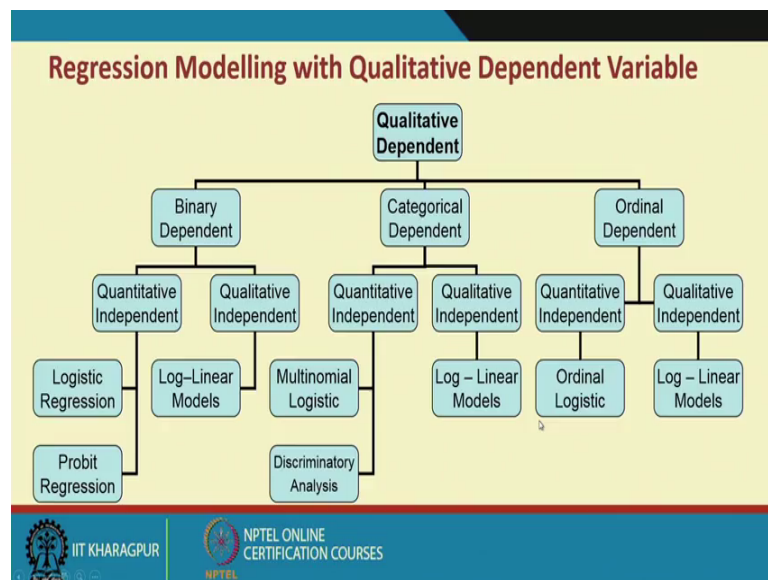 Regression Modelling with Qualitative Dependent Variable
Qualitative
Dependent
Binary
Dependent
Categorical
Dependent
Ordinal
Dependent
Quantitative
Independent
Qualitative
Independent
Quantitative
Independent
Qualitative
Independent
Quantitative
Independent
Qualitative
Independent
Logistic
Regression
Log–Linear
Models
Multinomial
Logistic
Log – Linear
Models
Ordinal
Logistic
Log – Linear
Models
Probit
Regression
Discriminatory
Analysis
IIT KHARAGPUR
NPTEL
NPTEL ONLINE
CERTIFICATION COURSES